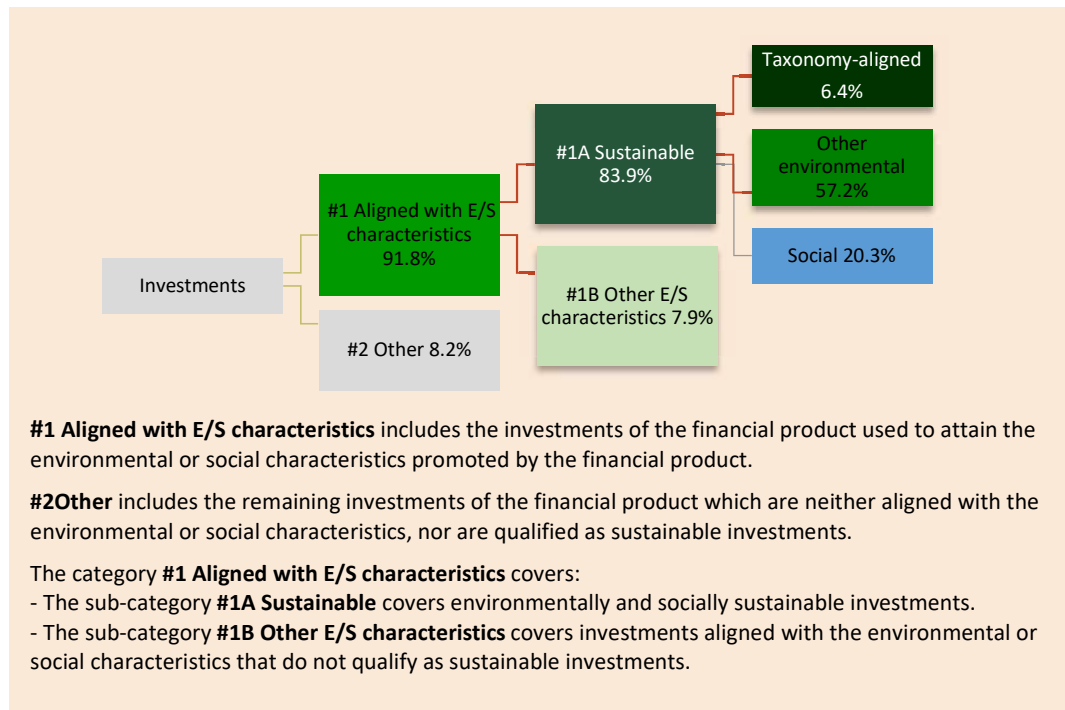 Taxonomy-aligned
6.4%
#1A Sustainable
83.9%
Other
environmental
57.2%
#1 Aligned with E/S
characteristics
91.8%
Social 20.3%
Investments
#1B Other E/S
characteristics 7.9%
#2 Other 8.2%
#1 Aligned with E/S characteristics includes the investments of the financial product used to attain the
environmental or social characteristics promoted by the financial product.
#2Other includes the remaining investments of the financial product which are neither aligned with the
environmental or social characteristics, nor are qualified as sustainable investments.
The category #1 Aligned with E/S characteristics covers:
- The sub-category #1A Sustainable covers environmentally and socially sustainable investments.
- The sub-category #1B Other E/S characteristics covers investments aligned with the environmental or
social characteristics that do not qualify as sustainable investments.